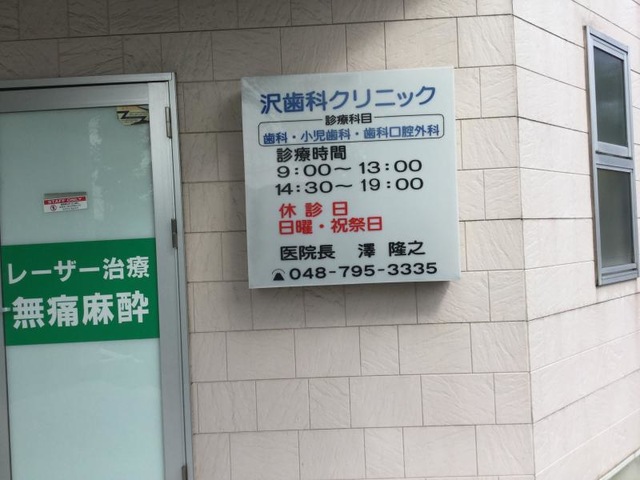 沢歯科クリニック
診療科目
歯科・小児歯科・歯科口腔外科
診療時間
9:00〜13:00
14:30〜19:00
休診日
日曜・祝祭日
医院長 澤 隆之
048-795-3335
STAFF ONLY
レーザー治療
無痛麻酔